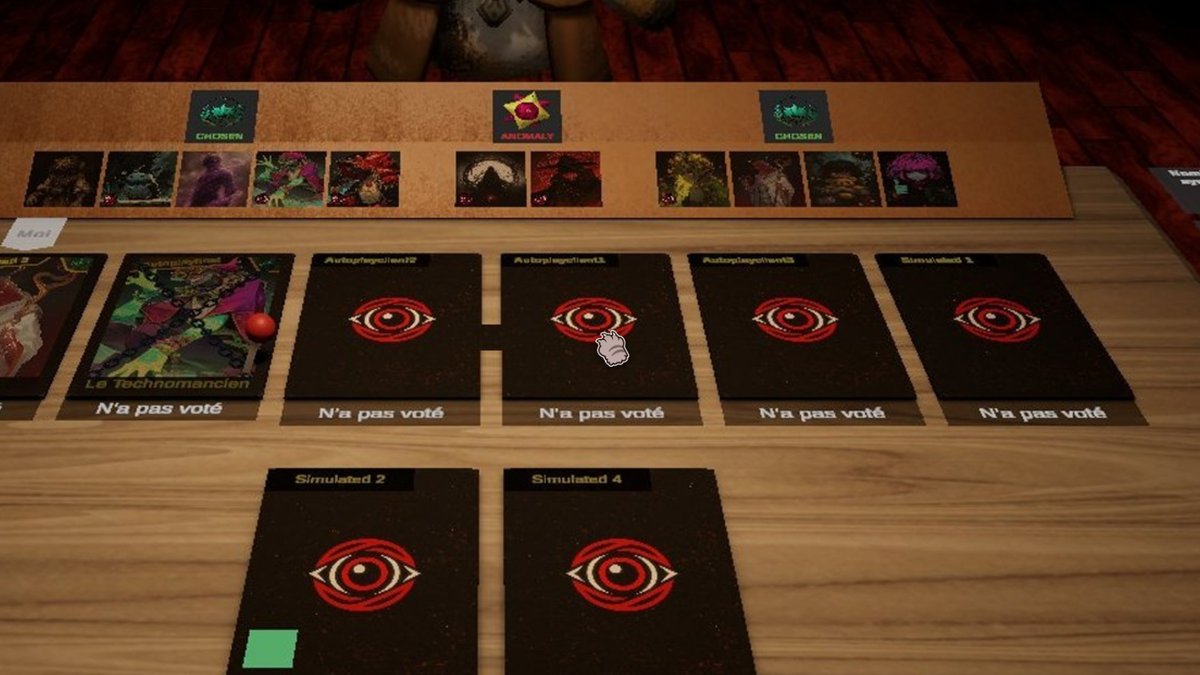 CHOSEN
ANOMALY
CHOSEN
Moi
Autoplayclient2
Autoplayclient1
Autoplayclient3
Simulated 1
Le Technomancien
N'a pas voté
N'a pas voté
N'a pas voté
N'a pas voté
N'a pas voté
Simulated 2
Simulated 4